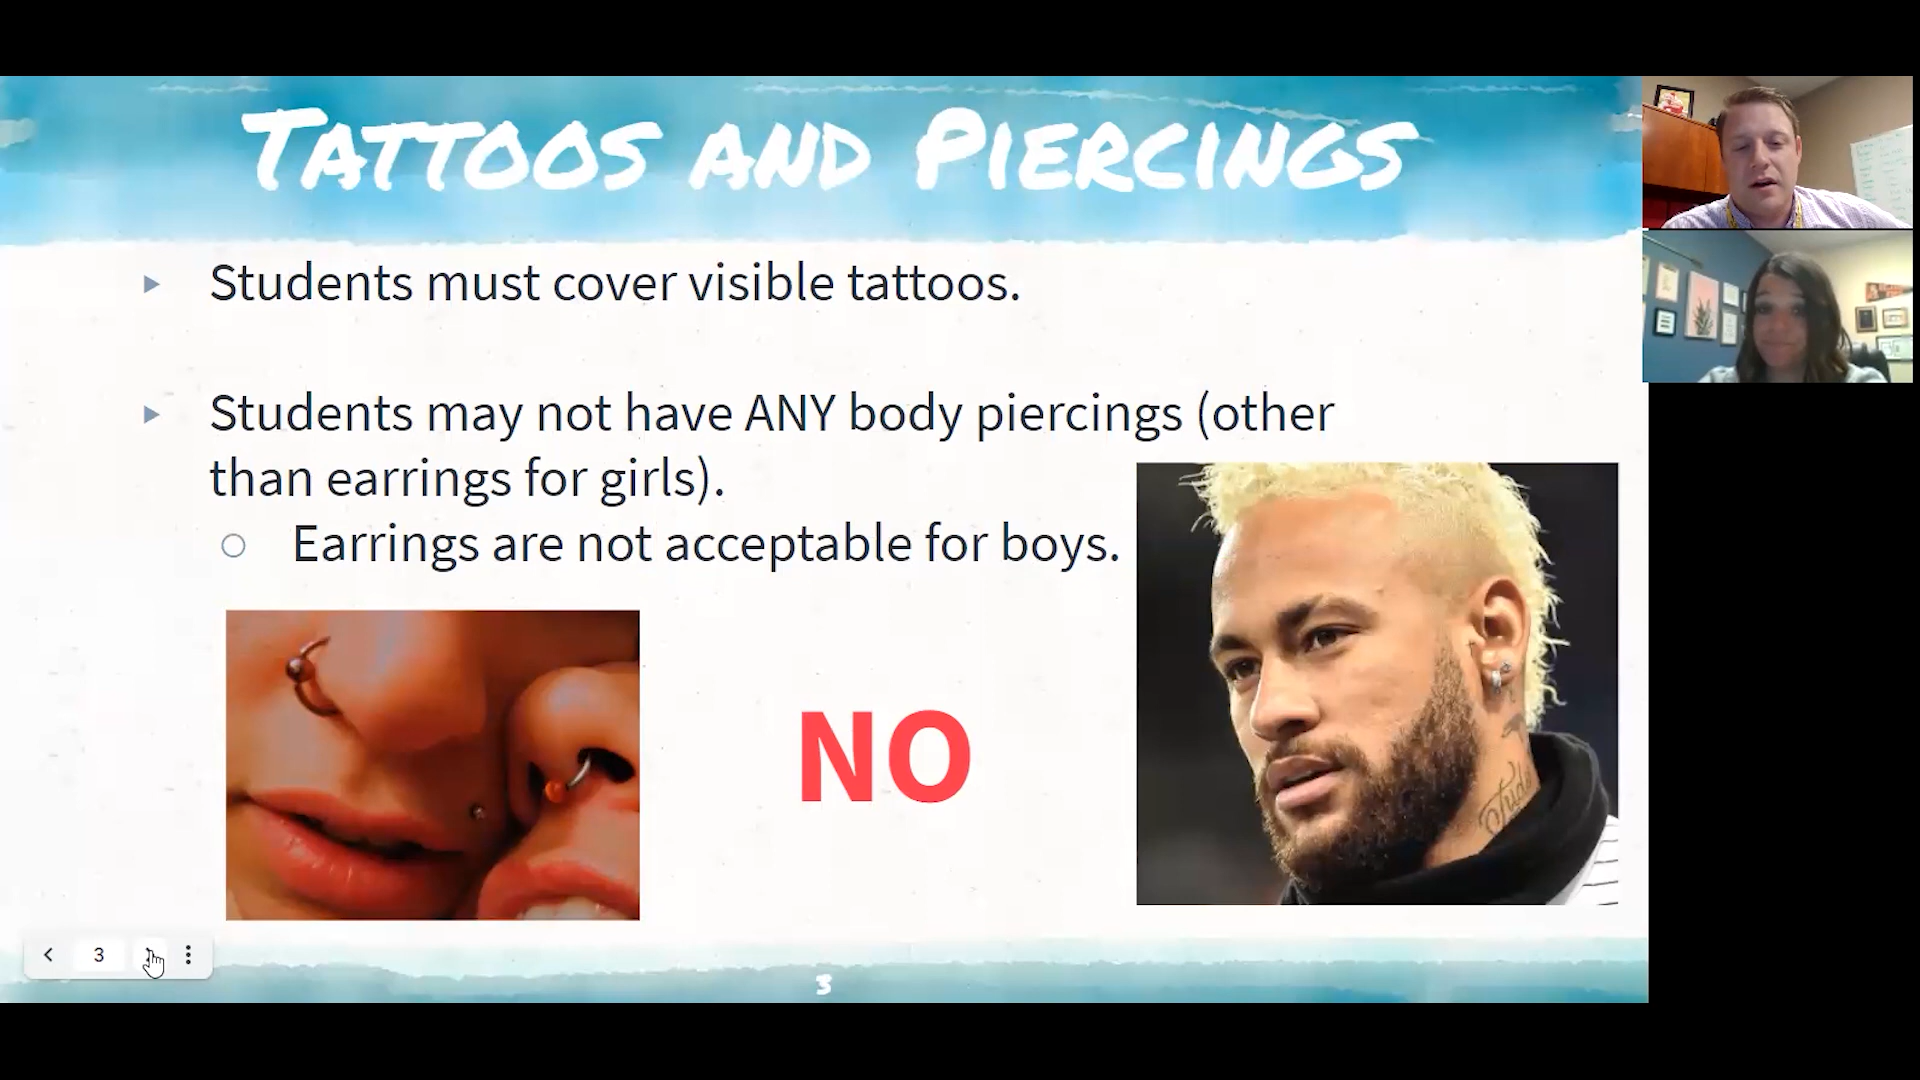 TATTOOS AND PIERCINGS
Students must cover visible tattoos.
Students may not have ANY body piercings (other
than earrings for girls).
Earrings are not acceptable for boys.
NO
3
3